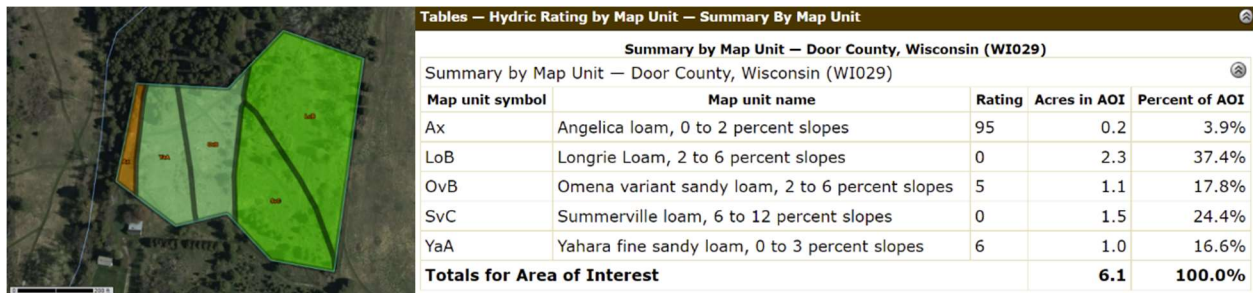 Tables — Hydric Rating by Map Unit — Summary By Map Unit
Summary by Map Unit — Door County, Wisconsin (WI029)
Summary by Map Unit — Door County, Wisconsin (WI029)
Map unit symbol Map unit name Rating Acres in AOI Percent of AOI
Ax Angelica loam, 0 to 2 percent slopes 95 0.2 3.9%
LoB Longrie Loam, 2 to 6 percent slopes 0 2.3 37.4%
OvB Omena variant sandy loam, 2 to 6 percent slopes 5 1.1 17.8%
SvC Summerville loam, 6 to 12 percent slopes 0 1.5 24.4%
YaA Yahara fine sandy loam, 0 to 3 percent slopes 6 1.0 16.6%
Totals for Area of Interest 6.1 100.0%
LoB
OvB
YaA
Ax
SvC